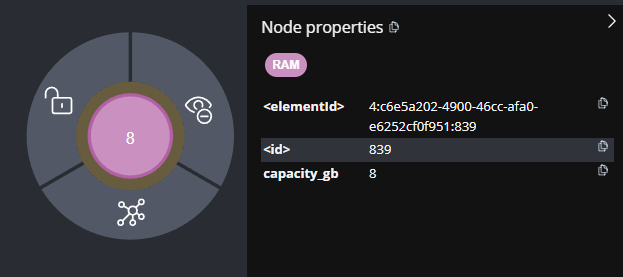 8
Node properties
RAM
<elementId> 4:c6e5a202-4900-46cc-afa0-
e6252cf0f951:839
<id> 839
capacity_gb 8